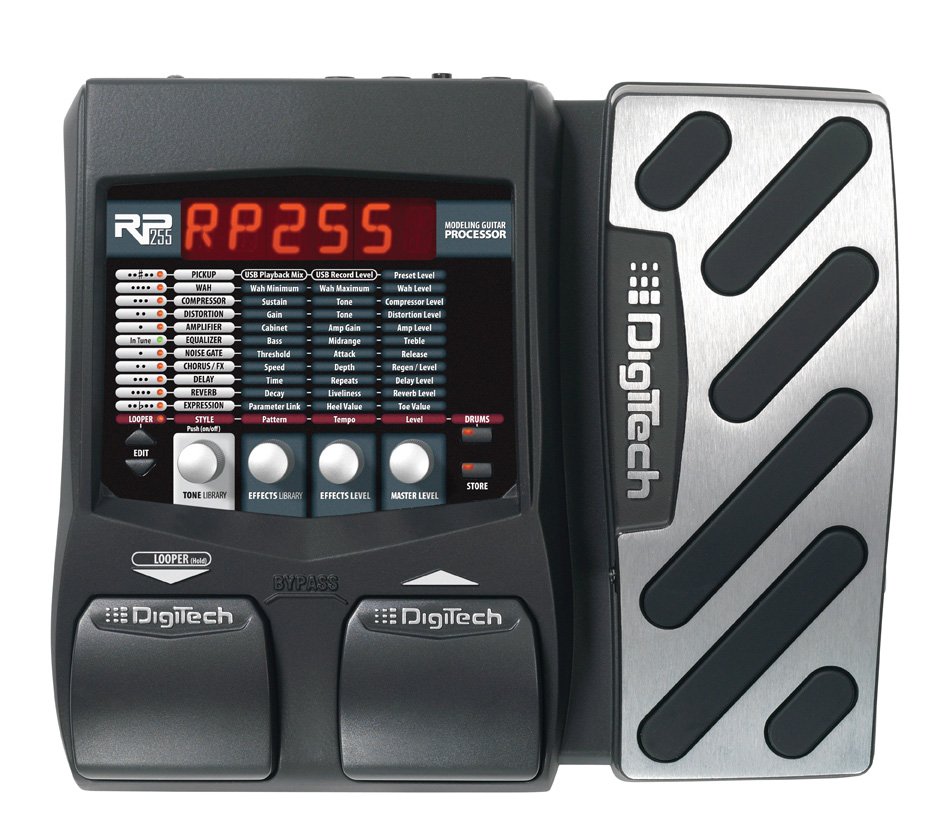 RP 255
RP255
MODELING GUITAR
PROCESSOR
PICKUP USB Playback Mix USB Record Level Preset Level
WAH Wah Minimum Wah Maximum Wah Level
COMPRESSOR Sustain Tone Compressor Level
DISTORTION Gain Tone Distortion Level
AMPLIFIER Cabinet Amp Gain Amp Level
In Tune EQUALIZER Bass Midrange Treble
NOISE GATE Threshold Attack Release
CHORUS / FX Speed Depth Regen / Level
DELAY Time Repeats Delay Level
REVERB Decay Liveliness Reverb Level
EXPRESSION Parameter Link Heel Value Toe Value
LOOPER STYLE Pattern Tempo Level DRUMS
Push (on/off)
EDIT
STORE
TONE LIBRARY EFFECTS LIBRARY EFFECTS LEVEL MASTER LEVEL
DigiTech
LOOPER (Hold)
BYPASS
DigiTech
DigiTech